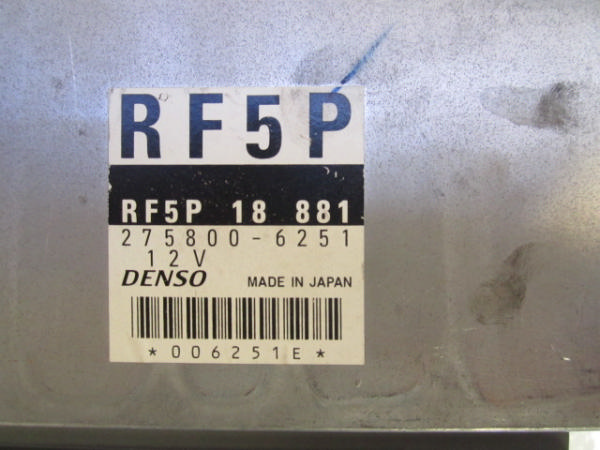 RF5P
RF5P 18 881
275800-6251
12V
DENSO MADE IN JAPAN
*006251E*